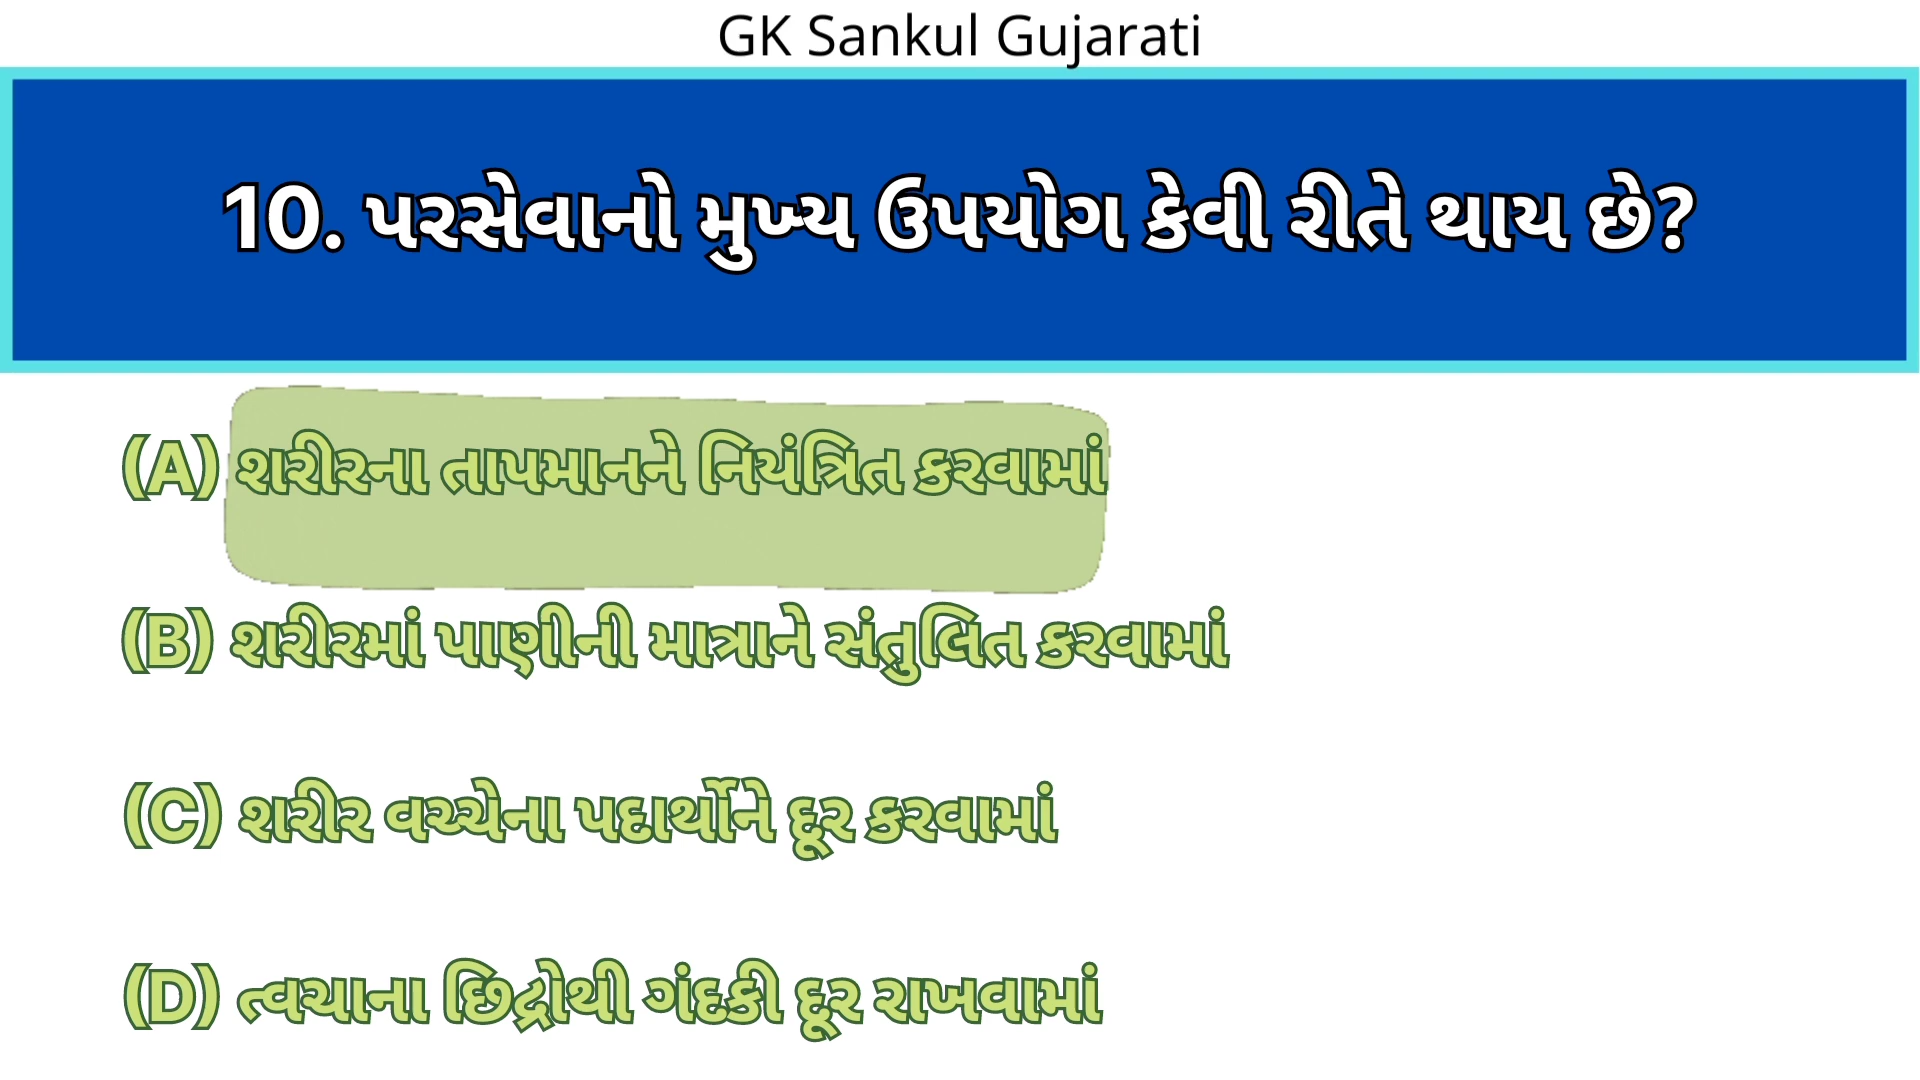 GK Sankul Gujarati
10. પરસેવાનો મુખ્ય ઉપયોગ કેવી રીતે થાય છે?
(A) શરીરના તાપમાનને નિયંત્રિત કરવામાં
(B) શરીરમાં પાણીની માત્રાને સંતુલિત કરવામાં
(C) શરીર વચ્ચેના પદાર્થોને દૂર કરવામાં
(D) ત્વચાના છિદ્રોથી ગંદકી દૂર રાખવામાં